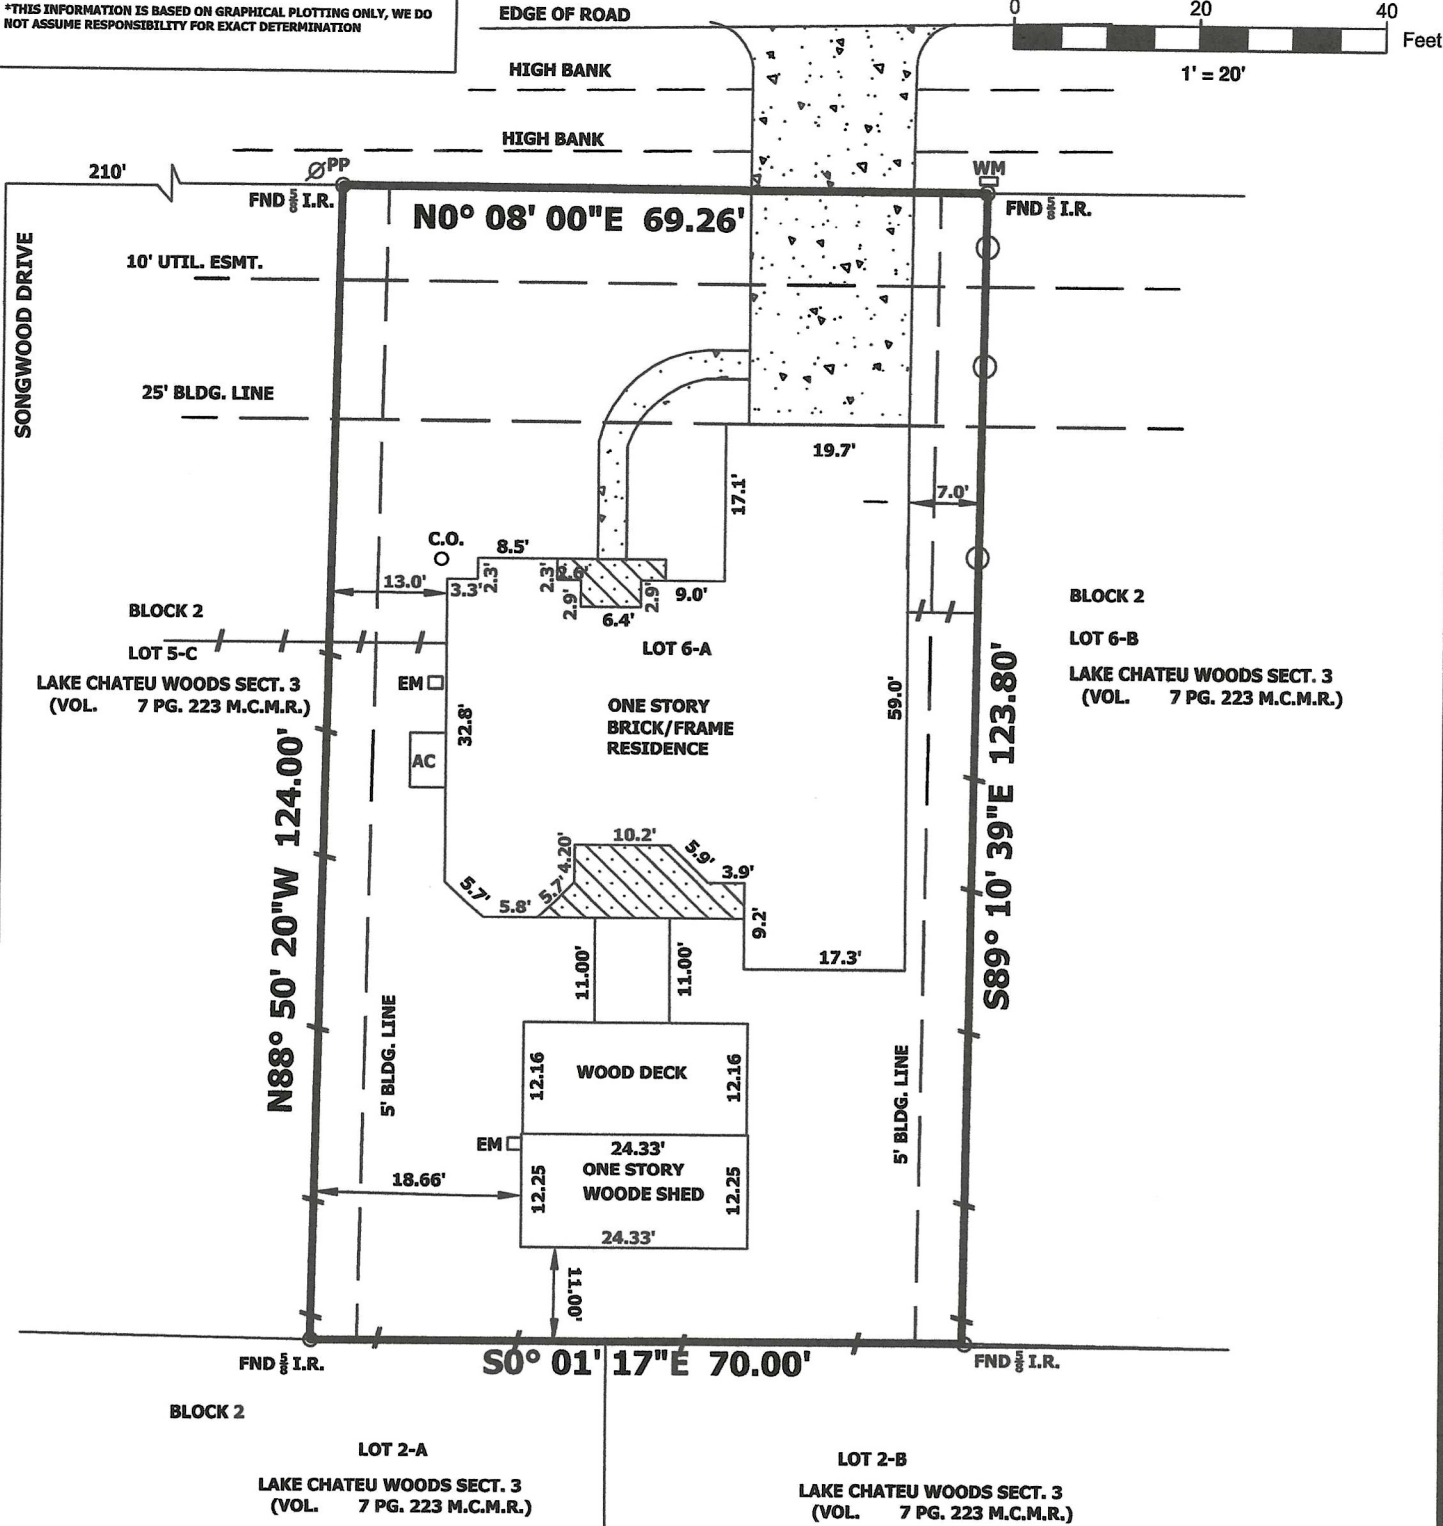 *THIS INFORMATION IS BASED ON GRAPHICAL PLOTTING ONLY, WE DO
NOT ASSUME RESPONSIBILITY FOR EXACT DETERMINATION
EDGE OF ROAD
0 20 40
Feet
1' = 20'
HIGH BANK
HIGH BANK
210'
PP
WM
FND 5/8 I.R.
N0° 08' 00"E 69.26'
FND 5/8 I.R.
SONGWOOD DRIVE
10' UTIL. ESMT.
25' BLDG. LINE
19.7'
17.1'
7.0'
C.O.
8.5'
13.0'
3.3'
2.3'
2.3'
2.6'
2.9'
6.4'
2.9'
9.0'
BLOCK 2
LOT 5-C
LAKE CHATEU WOODS SECT. 3
(VOL. 7 PG. 223 M.C.M.R.)
BLOCK 2
LOT 6-B
LAKE CHATEU WOODS SECT. 3
(VOL. 7 PG. 223 M.C.M.R.)
LOT 6-A
EM
ONE STORY
BRICK/FRAME
RESIDENCE
32.8'
59.0'
AC
N88° 50' 20"W 124.00'
S89° 10' 39"E 123.80'
10.2'
4.20'
5.9'
3.9'
5.7'
5.8'
5.7'
9.2'
17.3'
11.00'
11.00'
5' BLDG. LINE
5' BLDG. LINE
12.16
WOOD DECK
12.16
EM
24.33'
ONE STORY
WOODE SHED
12.25
12.25
18.66'
24.33'
11.00'
FND 5/8 I.R.
S0° 01' 17"E 70.00'
FND 5/8 I.R.
BLOCK 2
LOT 2-A
LAKE CHATEU WOODS SECT. 3
(VOL. 7 PG. 223 M.C.M.R.)
LOT 2-B
LAKE CHATEU WOODS SECT. 3
(VOL. 7 PG. 223 M.C.M.R.)